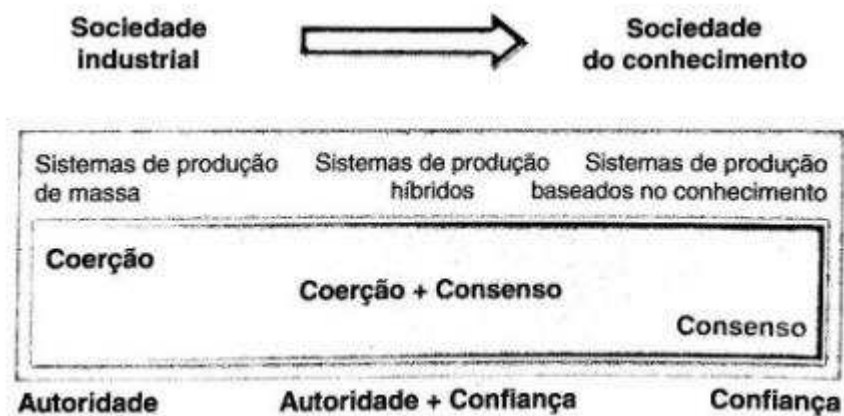 Sociedade industrial
Sociedade do conhecimento
Sistemas de produção de massa
Sistemas de produção híbridos
Sistemas de produção baseados no conhecimento
Coerção
Coerção + Consenso
Consenso
Autoridade
Autoridade + Confiança
Confiança